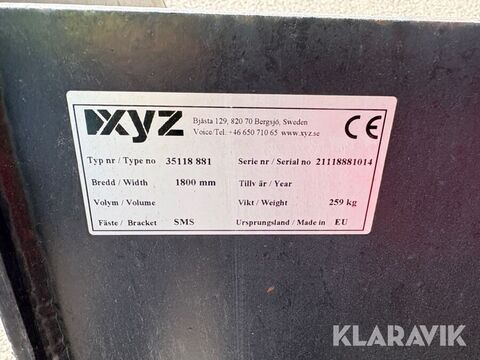 xyz
Bjästa 129, 820 70 Bergsjö, Sweden
Voice/Tel. +46 650 710 65 www.xyz.se
CE
Typ nr / Type no 35118 881 Serie nr / Serial no 21118881014
Bredd / Width 1800 mm Tillv år / Year
Volym / Volume Vikt / Weight 259 kg
Fäste / Bracket SMS Ursprungsland / Made in EU
KLARAVIK